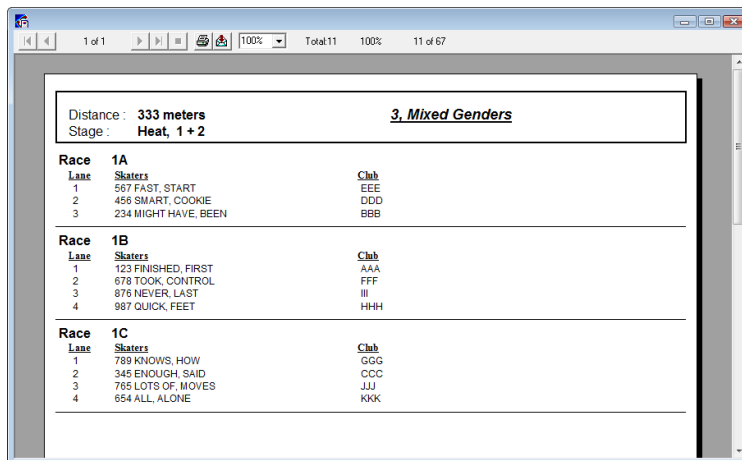 1 of 1 100% Total:11 100% 11 of 67
Distance : 333 meters 3, Mixed Genders
Stage : Heat, 1 + 2
Race 1A
Lane Skaters Club
1 567 FAST, START EEE
2 456 SMART, COOKIE DDD
3 234 MIGHT HAVE, BEEN BBB
Race 1B
Lane Skaters Club
1 123 FINISHED, FIRST AAA
2 678 TOOK, CONTROL FFF
3 876 NEVER, LAST III
4 987 QUICK, FEET HHH
Race 1C
Lane Skaters Club
1 789 KNOWS, HOW GGG
2 345 ENOUGH, SAID CCC
3 765 LOTS OF, MOVES JJJ
4 654 ALL, ALONE KKK